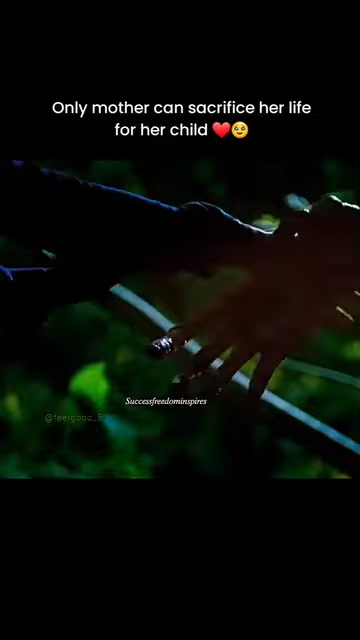 Only mother can sacrifice her life
for her child ❤️🥹
Successfreedominspires